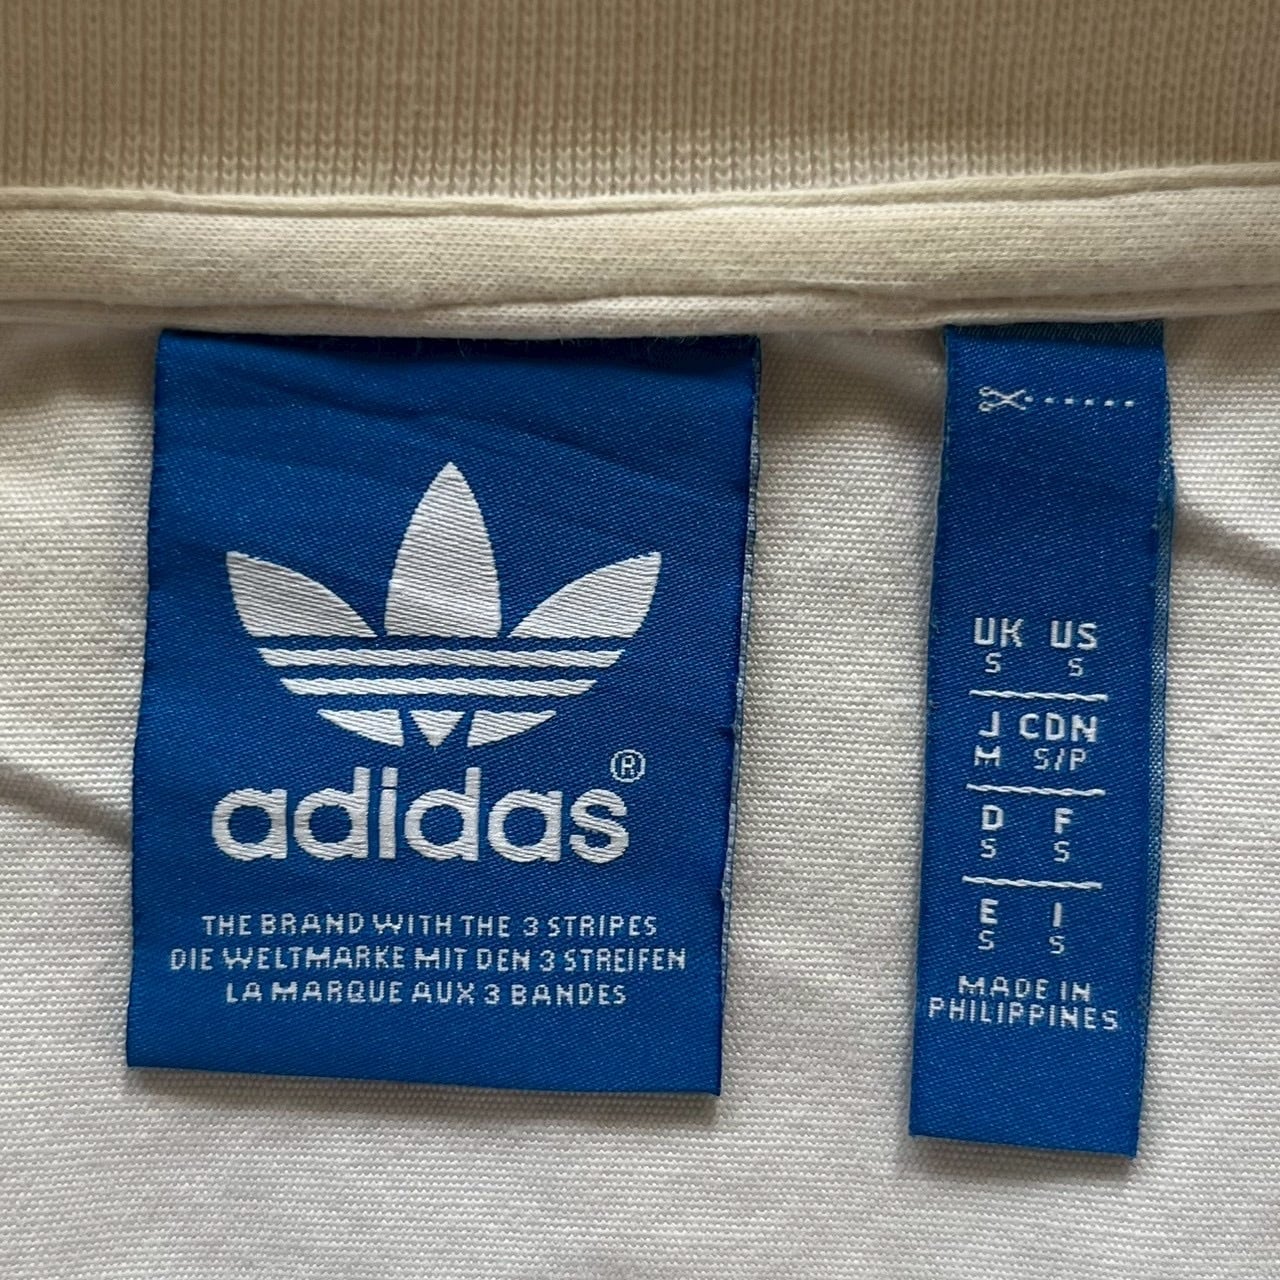 adidas®
THE BRAND WITH THE 3 STRIPES
DIE WELTMARKE MIT DEN 3 STREIFEN
LA MARQUE AUX 3 BANDES
UK US
S S
J CDN
M S/P
D F
S S
E I
S S
MADE IN
PHILIPPINES